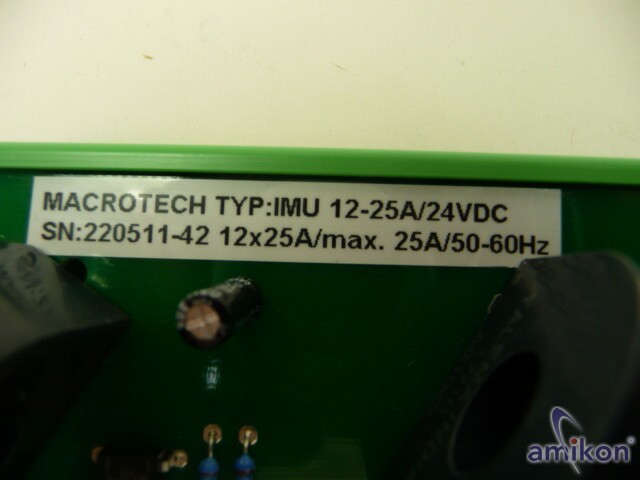 MACROTECH TYP:IMU 12-25A/24VDC
SN:220511-42 12x25A/max. 25A/50-60Hz
amikon